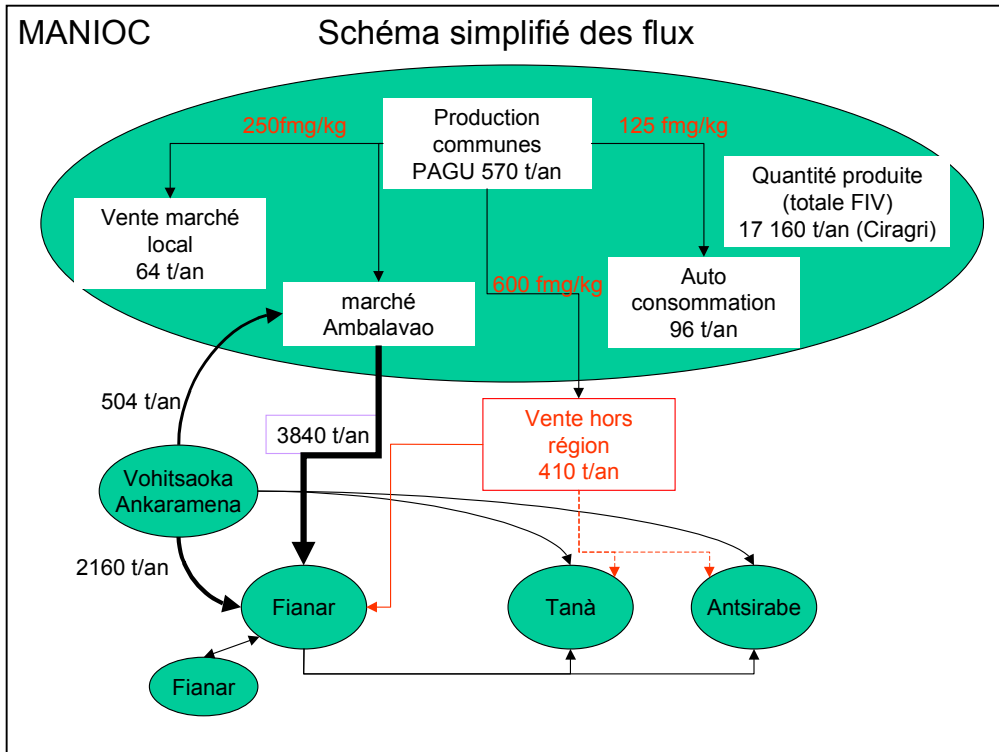 MANIOC
Schéma simplifié des flux
250fmg/kg
Production
communes
PAGU 570 t/an
125 fmg/kg
Quantité produite
(totale FIV)
17 160 t/an (Ciragri)
Vente marché
local
64 t/an
marché
Ambalavao
600 fmg/kg
Auto
consommation
96 t/an
504 t/an
3840 t/an
Vente hors
région
410 t/an
Vohitsaoka
Ankaramena
2160 t/an
Fianar
Tanà
Antsirabe
Fianar